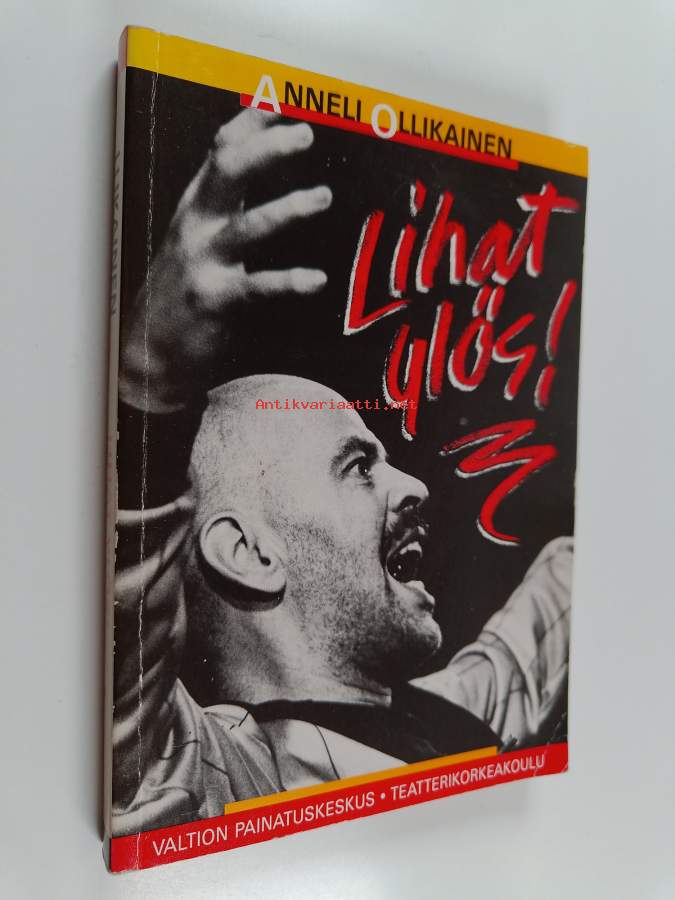 ANNELI OLLIKAINEN
Lihat
ylös!
Antikvariaatti.net
VALTION PAINATUSKESKUS • TEATTERIKORKEAKOULU